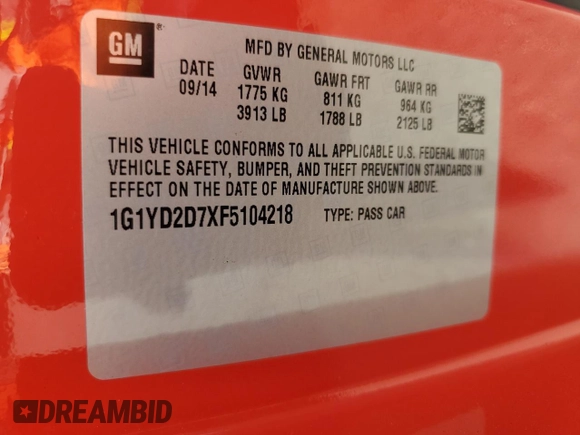 GM ®
MFD BY GENERAL MOTORS LLC
DATE GVWR GAWR FRT GAWR RR
09/14 1775 KG 811 KG 964 KG
3913 LB 1788 LB 2125 LB
THIS VEHICLE CONFORMS TO ALL APPLICABLE U.S. FEDERAL MOTOR
VEHICLE SAFETY, BUMPER, AND THEFT PREVENTION STANDARDS IN
EFFECT ON THE DATE OF MANUFACTURE SHOWN ABOVE.
1G1YD2D7XF5104218 TYPE: PASS CAR
DREAMBID